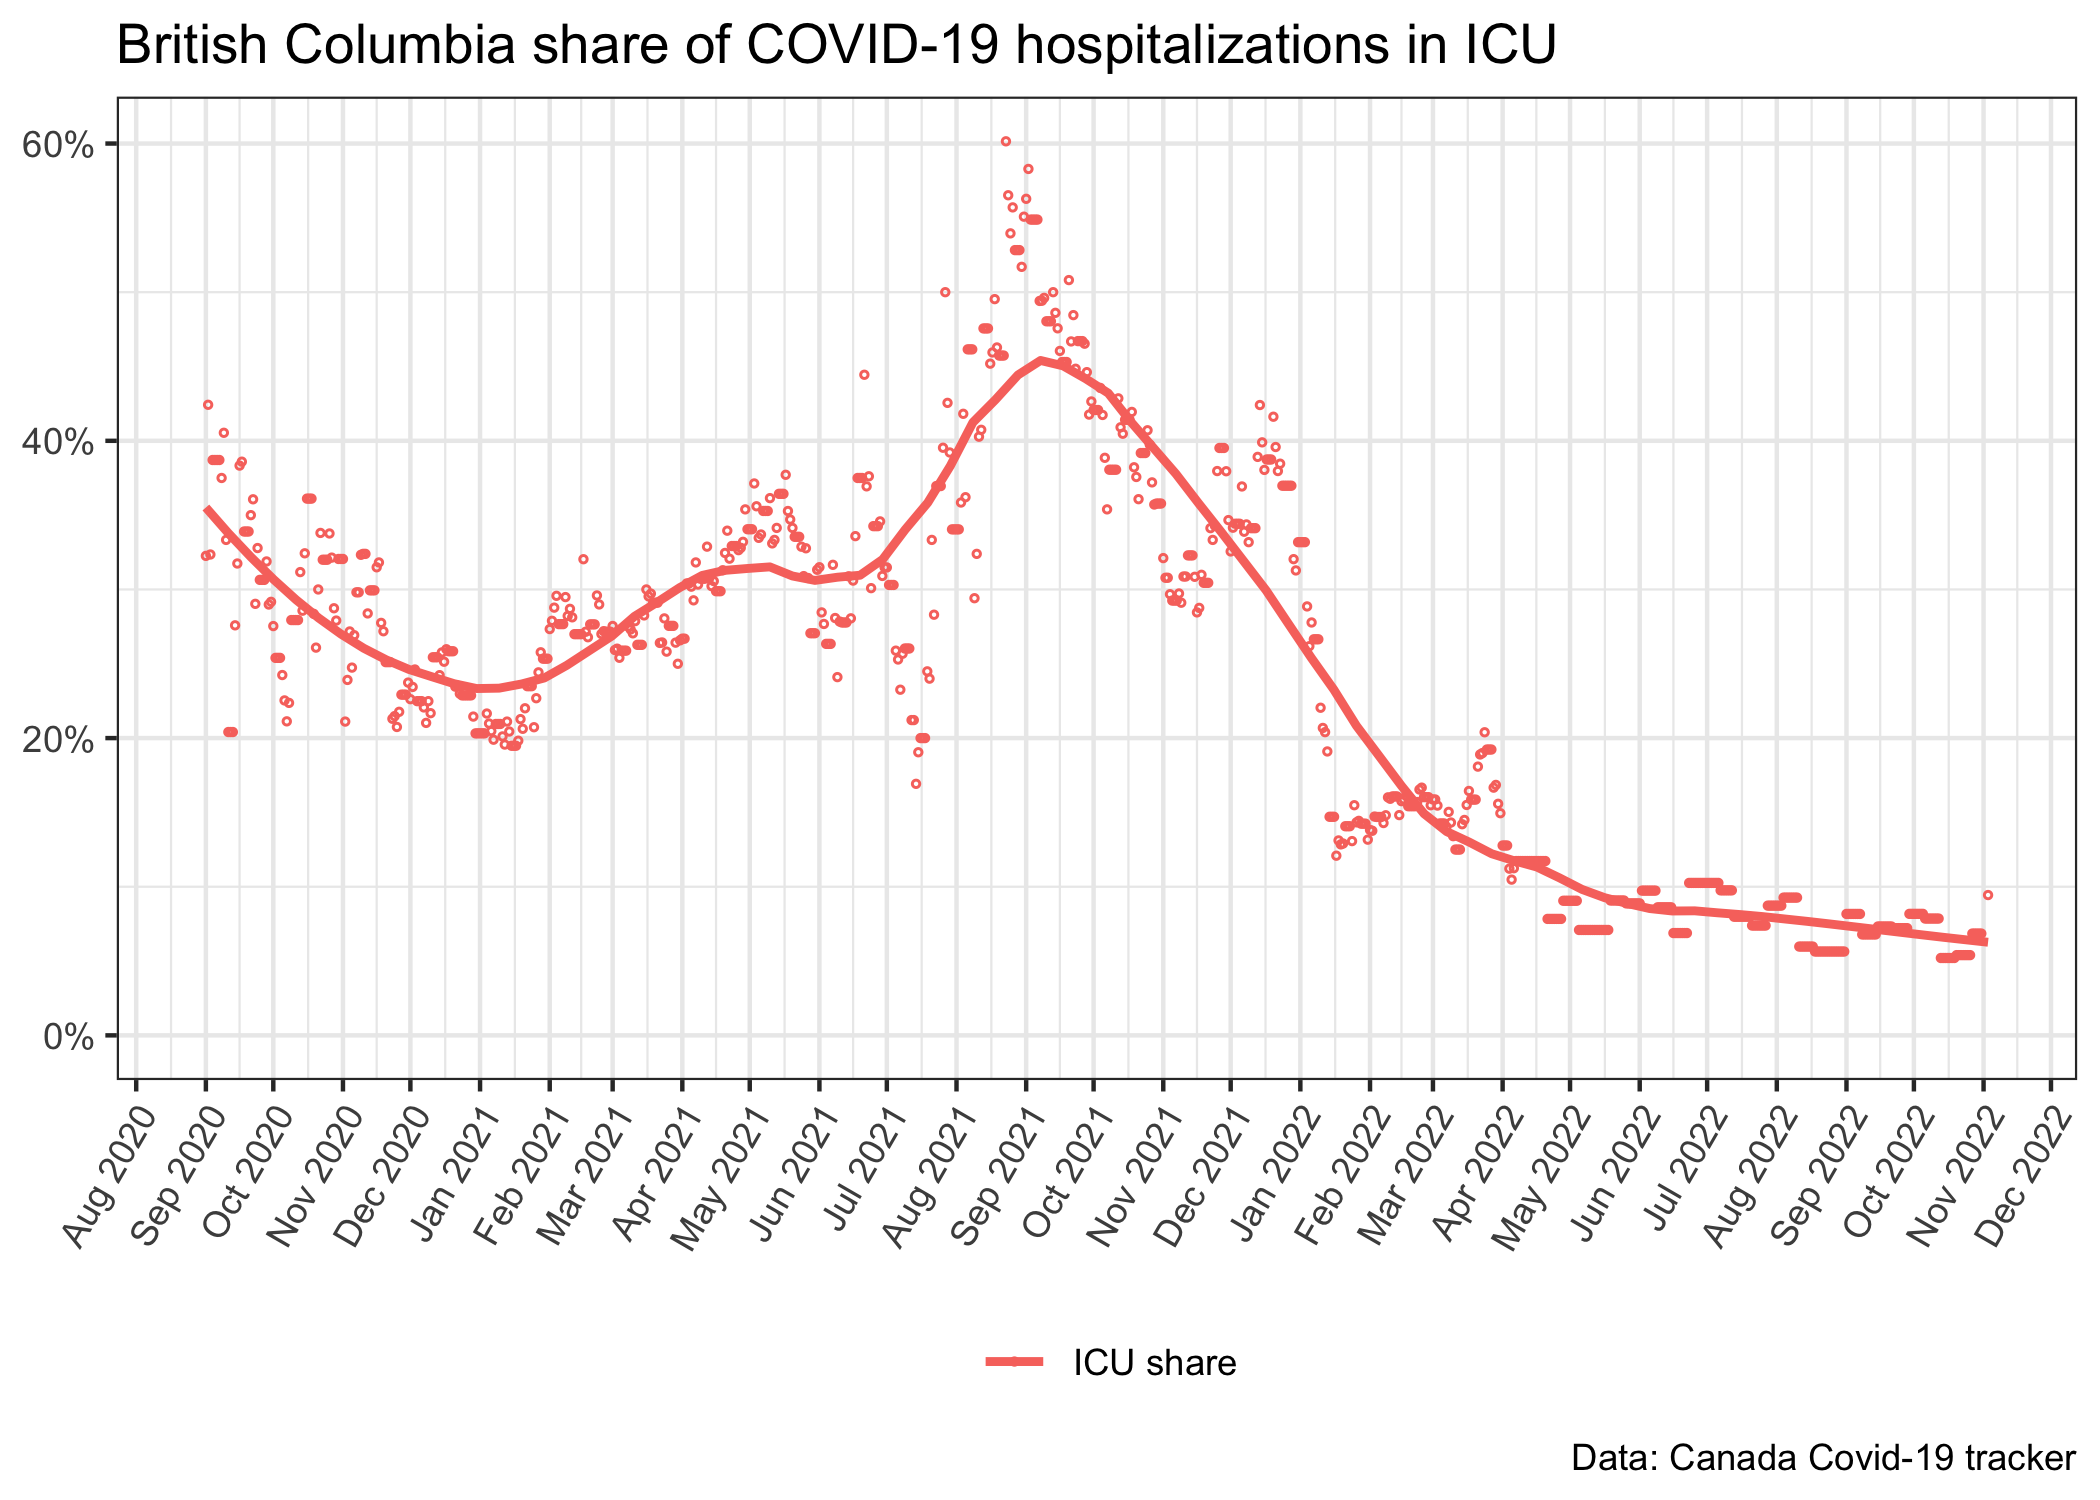 British Columbia share of COVID-19 hospitalizations in ICU
60%
40%
20%
0%
Aug 2020
Sep 2020
Oct 2020
Nov 2020
Dec 2020
Jan 2021
Feb 2021
Mar 2021
Apr 2021
May 2021
Jun 2021
Jul 2021
Aug 2021
Sep 2021
Oct 2021
Nov 2021
Dec 2021
Jan 2022
Feb 2022
Mar 2022
Apr 2022
May 2022
Jun 2022
Jul 2022
Aug 2022
Sep 2022
Oct 2022
Nov 2022
Dec 2022
ICU share
Data: Canada Covid-19 tracker